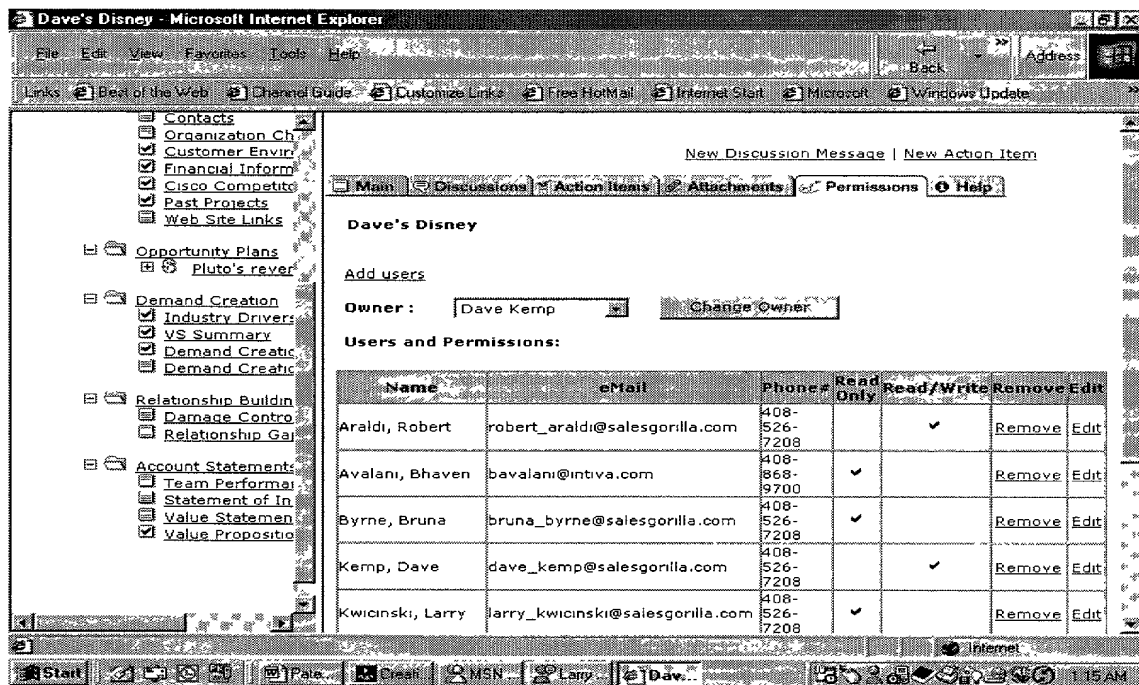 Dave's Disney - Microsoft Internet Explorer
File Edit View Favorites Tools Help
Back
Address
Links Best of the Web Channel Guide Customize Links Free HotMail Internet Start Microsoft Windows Update
Contacts
Organization Ch
Customer Envir
Financial Inform
Cisco Competito
Past Projects
Web Site Links
Opportunity Plans
Pluto's rever
Demand Creation
Industry Drivers
VS Summary
Demand Creatio
Demand Creatio
Relationship Buildin
Damage Contro
Relationship Gap
Account Statements
Team Performan
Statement of In
Value Statemen
Value Propositio
New Discussion Message | New Action Item
Main Discussions Action Items Attachments Permissions Help
Dave's Disney
Add users
Owner : Dave Kemp Change Owner
Users and Permissions:
Name eMail Phone# Read Only Read/Write Remove Edit
Araldi, Robert robert_araldi@salesgorilla.com 408-526-7208 Remove Edit
Avalani, Bhaven bavalani@intiva.com 408-868-9700 Remove Edit
Byrne, Bruna bruna_byrne@salesgorilla.com 408-526-7208 Remove Edit
Kemp, Dave dave_kemp@salesgorilla.com 408-526-7208 Remove Edit
Kwicinski, Larry larry_kwicinski@salesgorilla.com 408-526-7208 Remove Edit
Internet
Start Pate... Creati MSN Larry Dav... 1:15 AM